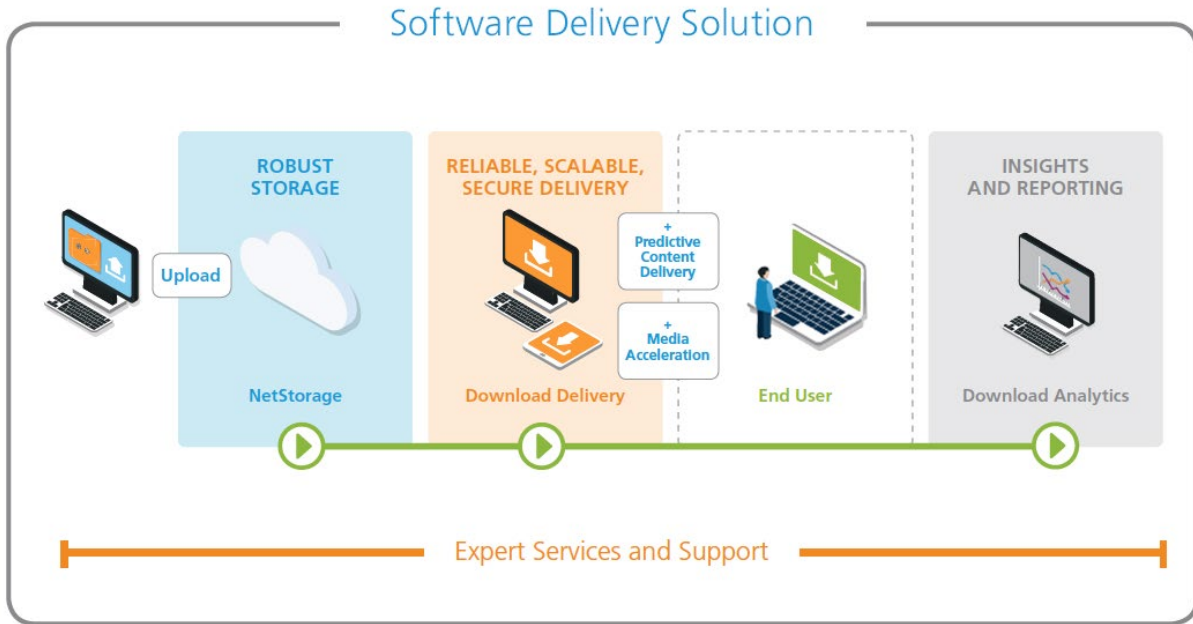 Software Delivery Solution
ROBUST
STORAGE
RELIABLE, SCALABLE,
SECURE DELIVERY
INSIGHTS
AND REPORTING
Upload
+
Predictive
Content
Delivery
+
Media
Acceleration
NetStorage
Download Delivery
End User
Download Analytics
Expert Services and Support